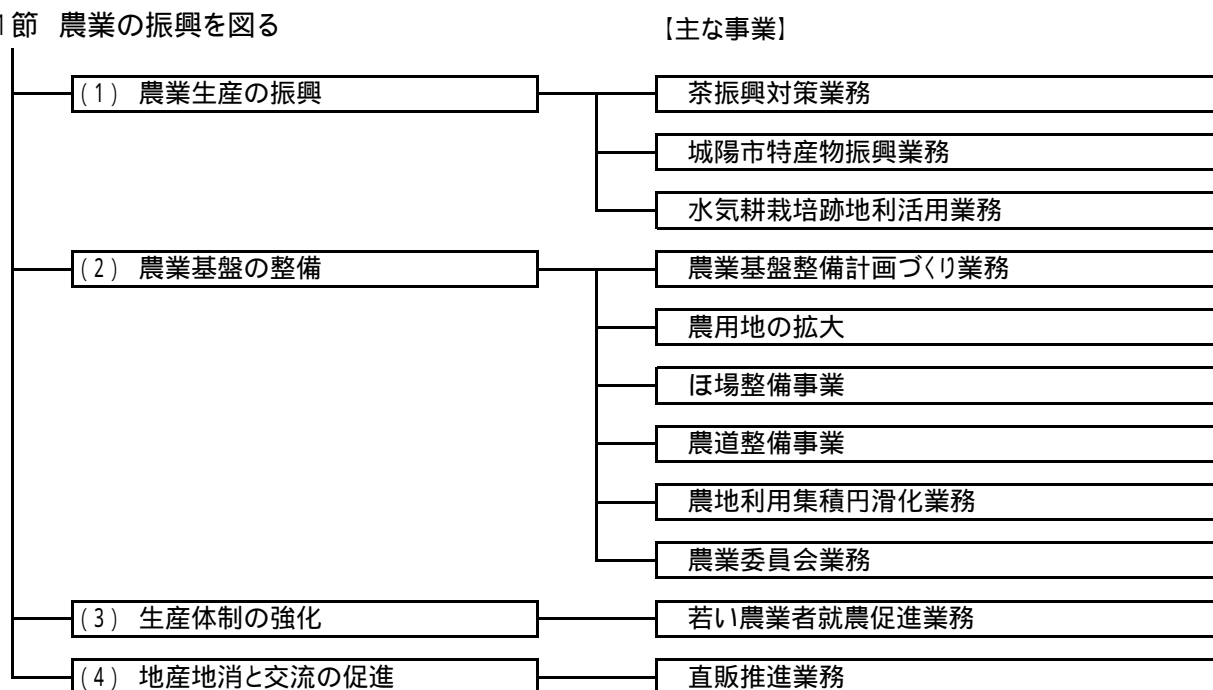 1節 農業の振興を図る
【主な事業】
(1) 農業生産の振興
茶振興対策業務
城陽市特産物振興業務
水気耕栽培跡地利活用業務
(2) 農業基盤の整備
農業基盤整備計画づくり業務
農用地の拡大
ほ場整備事業
農道整備事業
農地利用集積円滑化業務
農業委員会業務
(3) 生産体制の強化
若い農業者就農促進業務
(4) 地産地消と交流の促進
直販推進業務